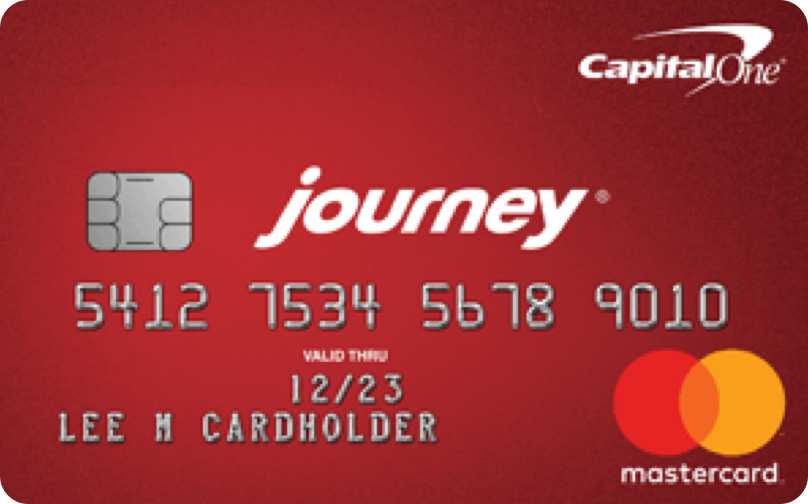 CapitalOne®
journey®
5412 7534 5678 9010
VALID THRU
12/23
LEE M CARDHOLDER
mastercard